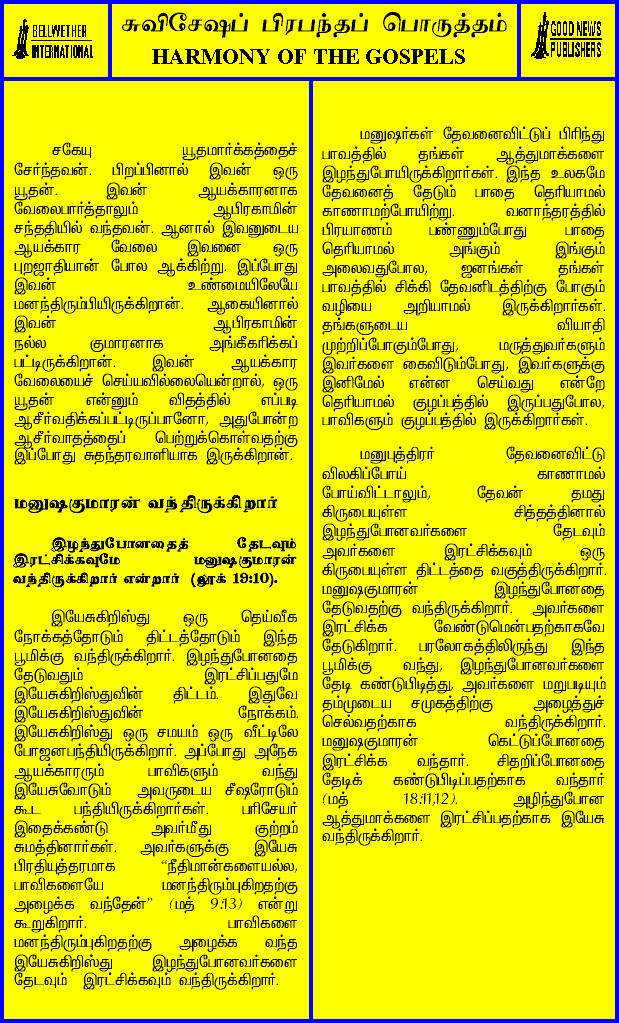 BELLWETHER
INTERNATIONAL
சுவிசேஷப் பிரபந்தப் பொருத்தம்
HARMONY OF THE GOSPELS
GOOD NEWS
PUBLISHERS
சகேயு யூதமார்க்கத்தைச்
சேர்ந்தவன். பிறப்பினால் இவன் ஒரு
யூதன். இவன் ஆயக்காரனாக
வேலைபார்த்தாலும் ஆபிரகாமின்
சந்ததியில் வந்தவன். ஆனால் இவனுடைய
ஆயக்கார வேலை இவனை ஒரு
புறஜாதியான் போல ஆக்கிற்று. இப்போது
இவன் உண்மையிலேயே
மனந்திரும்பியிருக்கிறான். ஆகையினால்
இவன் ஆபிரகாமின்
நல்ல குமாரனாக அங்கீகரிக்கப்
பட்டிருக்கிறான். இவன் ஆயக்கார
வேலையைச் செய்யவில்லையென்றால், ஒரு
யூதன் என்னும் விதத்தில் எப்படி
ஆசீர்வதிக்கப்பட்டிருப்பானோ, அதுபோன்ற
ஆசீர்வாதத்தைப் பெற்றுக்கொள்வதற்கு
இப்போது சுதந்தரவாளியாக இருக்கிறான்.
மனுஷகுமாரன் வந்திருக்கிறார்
இழந்துபோனதைத் தேடவும்
இரட்சிக்கவுமே மனுஷகுமாரன்
வந்திருக்கிறார் என்றார் (லூக் 19:10).
இயேசுகிறிஸ்து ஒரு தெய்வீக
நோக்கத்தோடும் திட்டத்தோடும் இந்த
பூமிக்கு வந்திருக்கிறார். இழந்துபோனதை
தேடுவதும் இரட்சிப்பதுமே
இயேசுகிறிஸ்துவின் திட்டம். இதுவே
இயேசுகிறிஸ்துவின் நோக்கம்.
இயேசுகிறிஸ்து ஒரு சமயம் ஒரு வீட்டிலே
போஜனபந்தியிருக்கிறார். அப்போது அநேக
ஆயக்காரரும் பாவிகளும் வந்து
இயேசுவோடும் அவருடைய சீஷரோடும்
கூட பந்தியிருக்கிறார்கள். பரிசேயர்
இதைக்கண்டு அவர்மீது குற்றம்
சுமத்தினார்கள். அவர்களுக்கு இயேசு
பிரதியுத்தரமாக “நீதிமான்களையல்ல,
பாவிகளையே மனந்திரும்புகிறதற்கு
அழைக்க வந்தேன்” (மத் 9:13) என்று
கூறுகிறார். பாவிகளை
மனந்திரும்புகிறதற்கு அழைக்க வந்த
இயேசுகிறிஸ்து இழந்துபோனவர்களை
தேடவும் இரட்சிக்கவும் வந்திருக்கிறார்.
மனுஷர்கள் தேவனைவிட்டுப் பிரிந்து
பாவத்தில் தங்கள் ஆத்துமாக்களை
இழந்துபோயிருக்கிறார்கள். இந்த உலகமே
தேவனைத் தேடும் பாதை தெரியாமல்
காணாமற்போயிற்று. வனாந்தரத்தில்
பிரயாணம் பண்ணும்போது பாதை
தெரியாமல் அங்கும் இங்கும்
அலைவதுபோல, ஜனங்கள் தங்கள்
பாவத்தில் சிக்கி தேவனிடத்திற்கு போகும்
வழியை அறியாமல் இருக்கிறார்கள்.
தங்களுடைய வியாதி
முற்றிப்போகும்போது, மருத்துவர்களும்
இவர்களை கைவிடும்போது, இவர்களுக்கு
இனிமேல் என்ன செய்வது என்றே
தெரியாமல் குழப்பத்தில் இருப்பதுபோல,
பாவிகளும் குழப்பத்தில் இருக்கிறார்கள்.
மனுபுத்திரர் தேவனைவிட்டு
விலகிப்போய் காணாமல்
போய்விட்டாலும், தேவன் தமது
கிருபையுள்ள சித்தத்தினால்
இழந்துபோனவர்களை தேடவும்
அவர்களை இரட்சிக்கவும் ஒரு
கிருபையுள்ள திட்டத்தை வகுத்திருக்கிறார்.
மனுஷகுமாரன் இழந்துபோனதை
தேடுவதற்கு வந்திருக்கிறார். அவர்களை
இரட்சிக்க வேண்டுமென்பதற்காகவே
தேடுகிறார். பரலோகத்திலிருந்து இந்த
பூமிக்கு வந்து, இழந்துபோனவர்களை
தேடி கண்டுபிடித்து, அவர்களை மறுபடியும்
தம்முடைய சமுகத்திற்கு அழைத்துச்
செல்வதற்காக வந்திருக்கிறார்.
மனுஷகுமாரன் கெட்டுப்போனதை
இரட்சிக்க வந்தார். சிதறிப்போனதை
தேடிக் கண்டுபிடிப்பதற்காக வந்தார்
(மத் 18:11,12). அழிந்துபோன
ஆத்துமாக்களை இரட்சிப்பதற்காக இயேசு
வந்திருக்கிறார்.